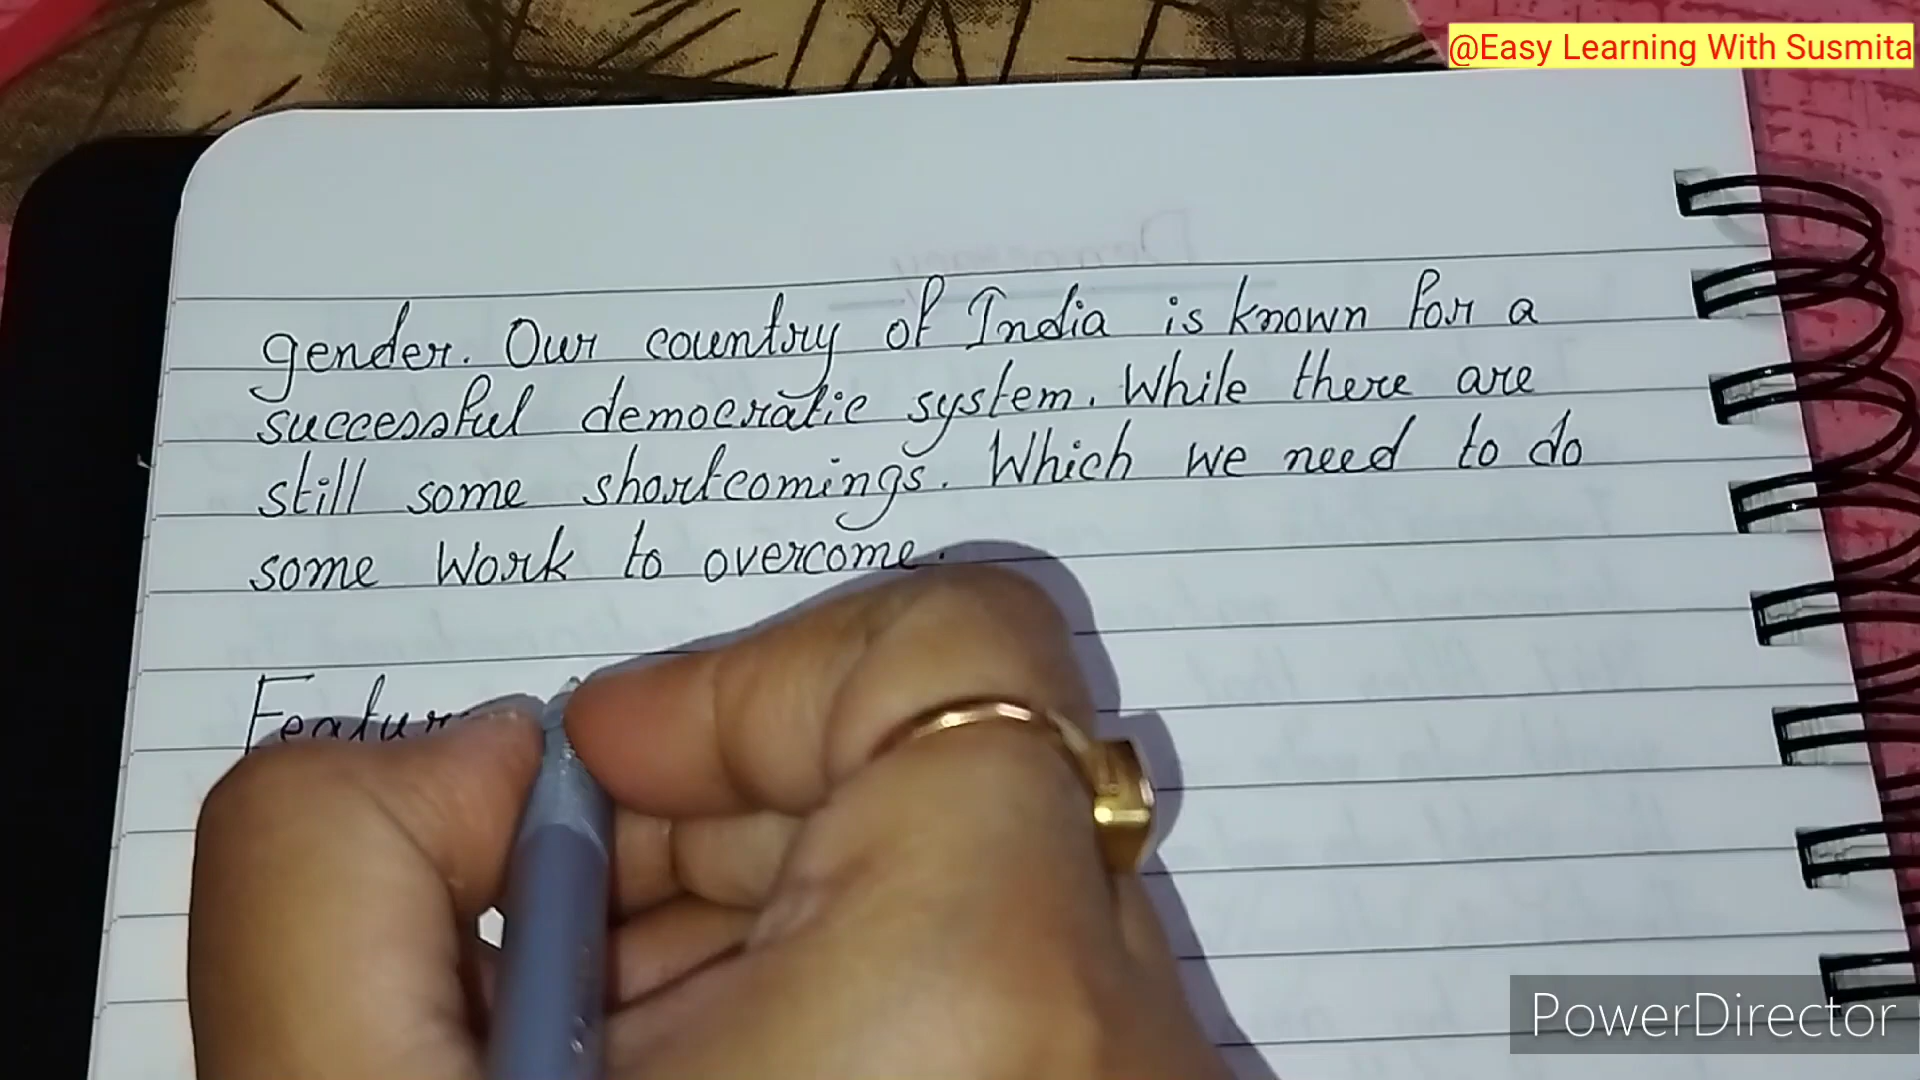 @Easy Learning With Susmita
gender. Our country of India is known for a
successful democratic system. While there are
still some shortcomings. Which we need to do
some work to overcome.
PowerDirector